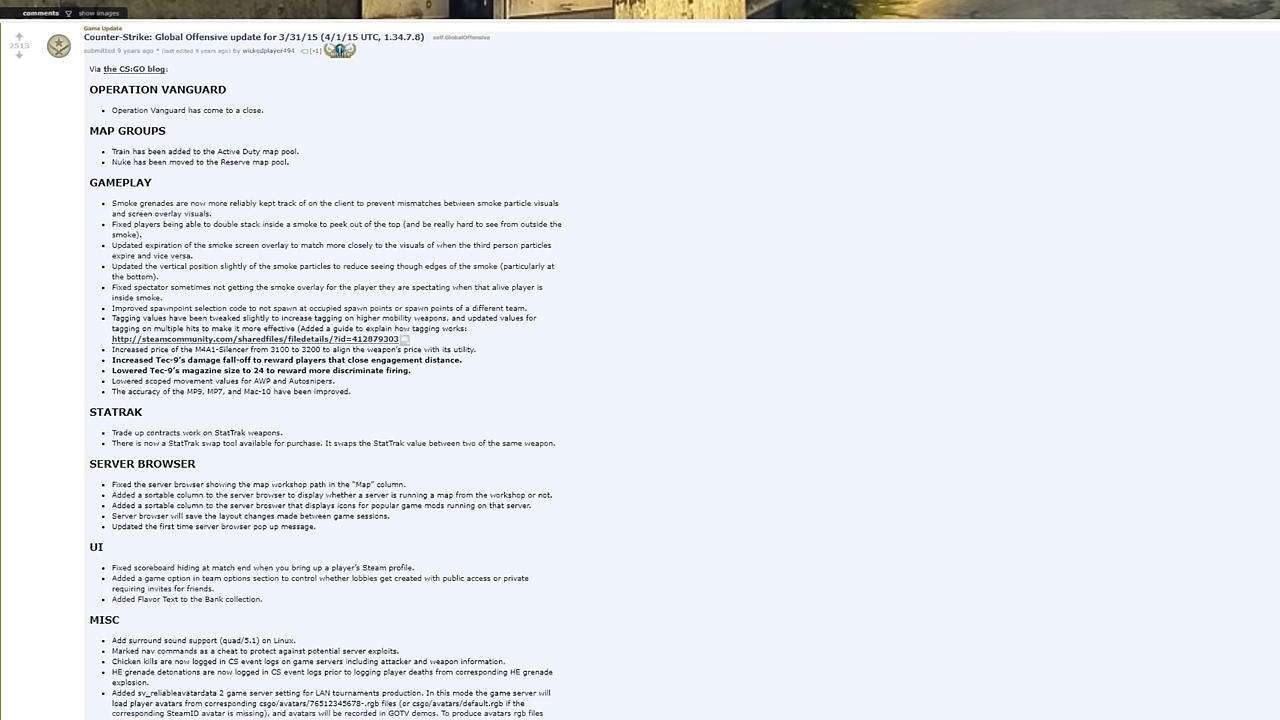 comments show images
Game Update
Counter-Strike: Global Offensive update for 3/31/15 (4/1/15 UTC, 1.34.7.8) self.GlobalOffensive
2513
submitted 9 years ago * (last edited 9 years ago) by wickedplayer494 [-1]
Via the CS:GO blog:
OPERATION VANGUARD
• Operation Vanguard has come to a close.
MAP GROUPS
• Train has been added to the Active Duty map pool.
• Nuke has been moved to the Reserve map pool.
GAMEPLAY
• Smoke grenades are now more reliably kept track of on the client to prevent mismatches between smoke particle visuals
and screen overlay visuals.
• Fixed players being able to double stack inside a smoke to peek out of the top (and be really hard to see from outside the
smoke).
• Updated expiration of the smoke screen overlay to match more closely to the visuals of when the third person particles
expire and vice versa.
• Updated the vertical position slightly of the smoke particles to reduce seeing though edges of the smoke (particularly at
the bottom).
• Fixed spectator sometimes not getting the smoke overlay for the player they are spectating when that alive player is
inside smoke.
• Improved spawnpoint selection code to not spawn at occupied spawn points or spawn points of a different team.
• Tagging values have been tweaked slightly to increase tagging on higher mobility weapons, and updated values for
tagging on multiple hits to make it more effective (Added a guide to explain how tagging works:
http://steamcommunity.com/sharedfiles/filedetails/?id=412879303
• Increased price of the M4A1-Silencer from 3100 to 3200 to align the weapon's price with its utility.
• Increased Tec-9's damage fall-off to reward players that close engagement distance.
• Lowered Tec-9's magazine size to 24 to reward more discriminate firing.
• Lowered scoped movement values for AWP and Autosnipers.
• The accuracy of the MP9, MP7, and Mac-10 have been improved.
STATRAK
• Trade up contracts work on StatTrak weapons.
• There is now a StatTrak swap tool available for purchase. It swaps the StatTrak value between two of the same weapon.
SERVER BROWSER
• Fixed the server browser showing the map workshop path in the “Map” column.
• Added a sortable column to the server browser to display whether a server is running a map from the workshop or not.
• Added a sortable column to the server browser that displays icons for popular game mods running on that server.
• Server browser will save the layout changes made between game sessions.
• Updated the first time server browser pop up message.
UI
• Fixed scoreboard hiding at match end when you bring up a player’s Steam profile.
• Added a game option in team options section to control whether lobbies get created with public access or private
requiring invites for friends.
• Added Flavor Text to the Bank collection.
MISC
• Add surround sound support (quad/5.1) on Linux.
• Marked nav commands as a cheat to protect against potential server exploits.
• Chicken kills are now logged in CS event logs on game servers including attacker and weapon information.
• HE grenade detonations are now logged in CS event logs prior to logging player deaths from corresponding HE grenade
explosion.
• Added sv_reliableavatardata 2 game server setting for LAN tournaments production. In this mode the game server will
load player avatars from corresponding csgo/avatars/76512345678-.rgb files (or csgo/avatars/default.rgb if the
corresponding SteamID avatar is missing), and avatars will be recorded in GOTV demos. To produce avatars rgb files